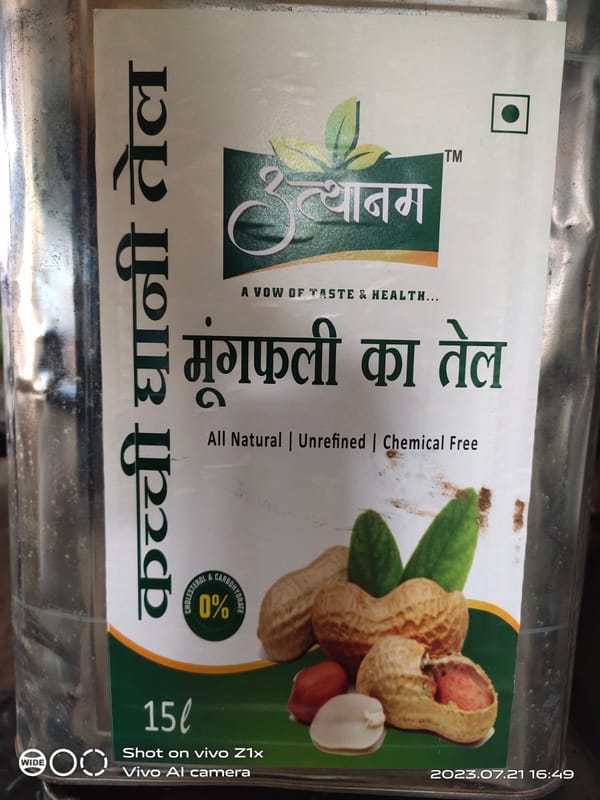 कच्ची घानी तेल
उत्थानम
TM
A VOW OF TASTE & HEALTH...
मूंगफली का तेल
All Natural | Unrefined | Chemical Free
CHOLESTEROL & CARBOHYDRATE
0%
15ℓ
WIDE
Shot on vivo Z1x
Vivo AI camera
2023.07.21 16:49